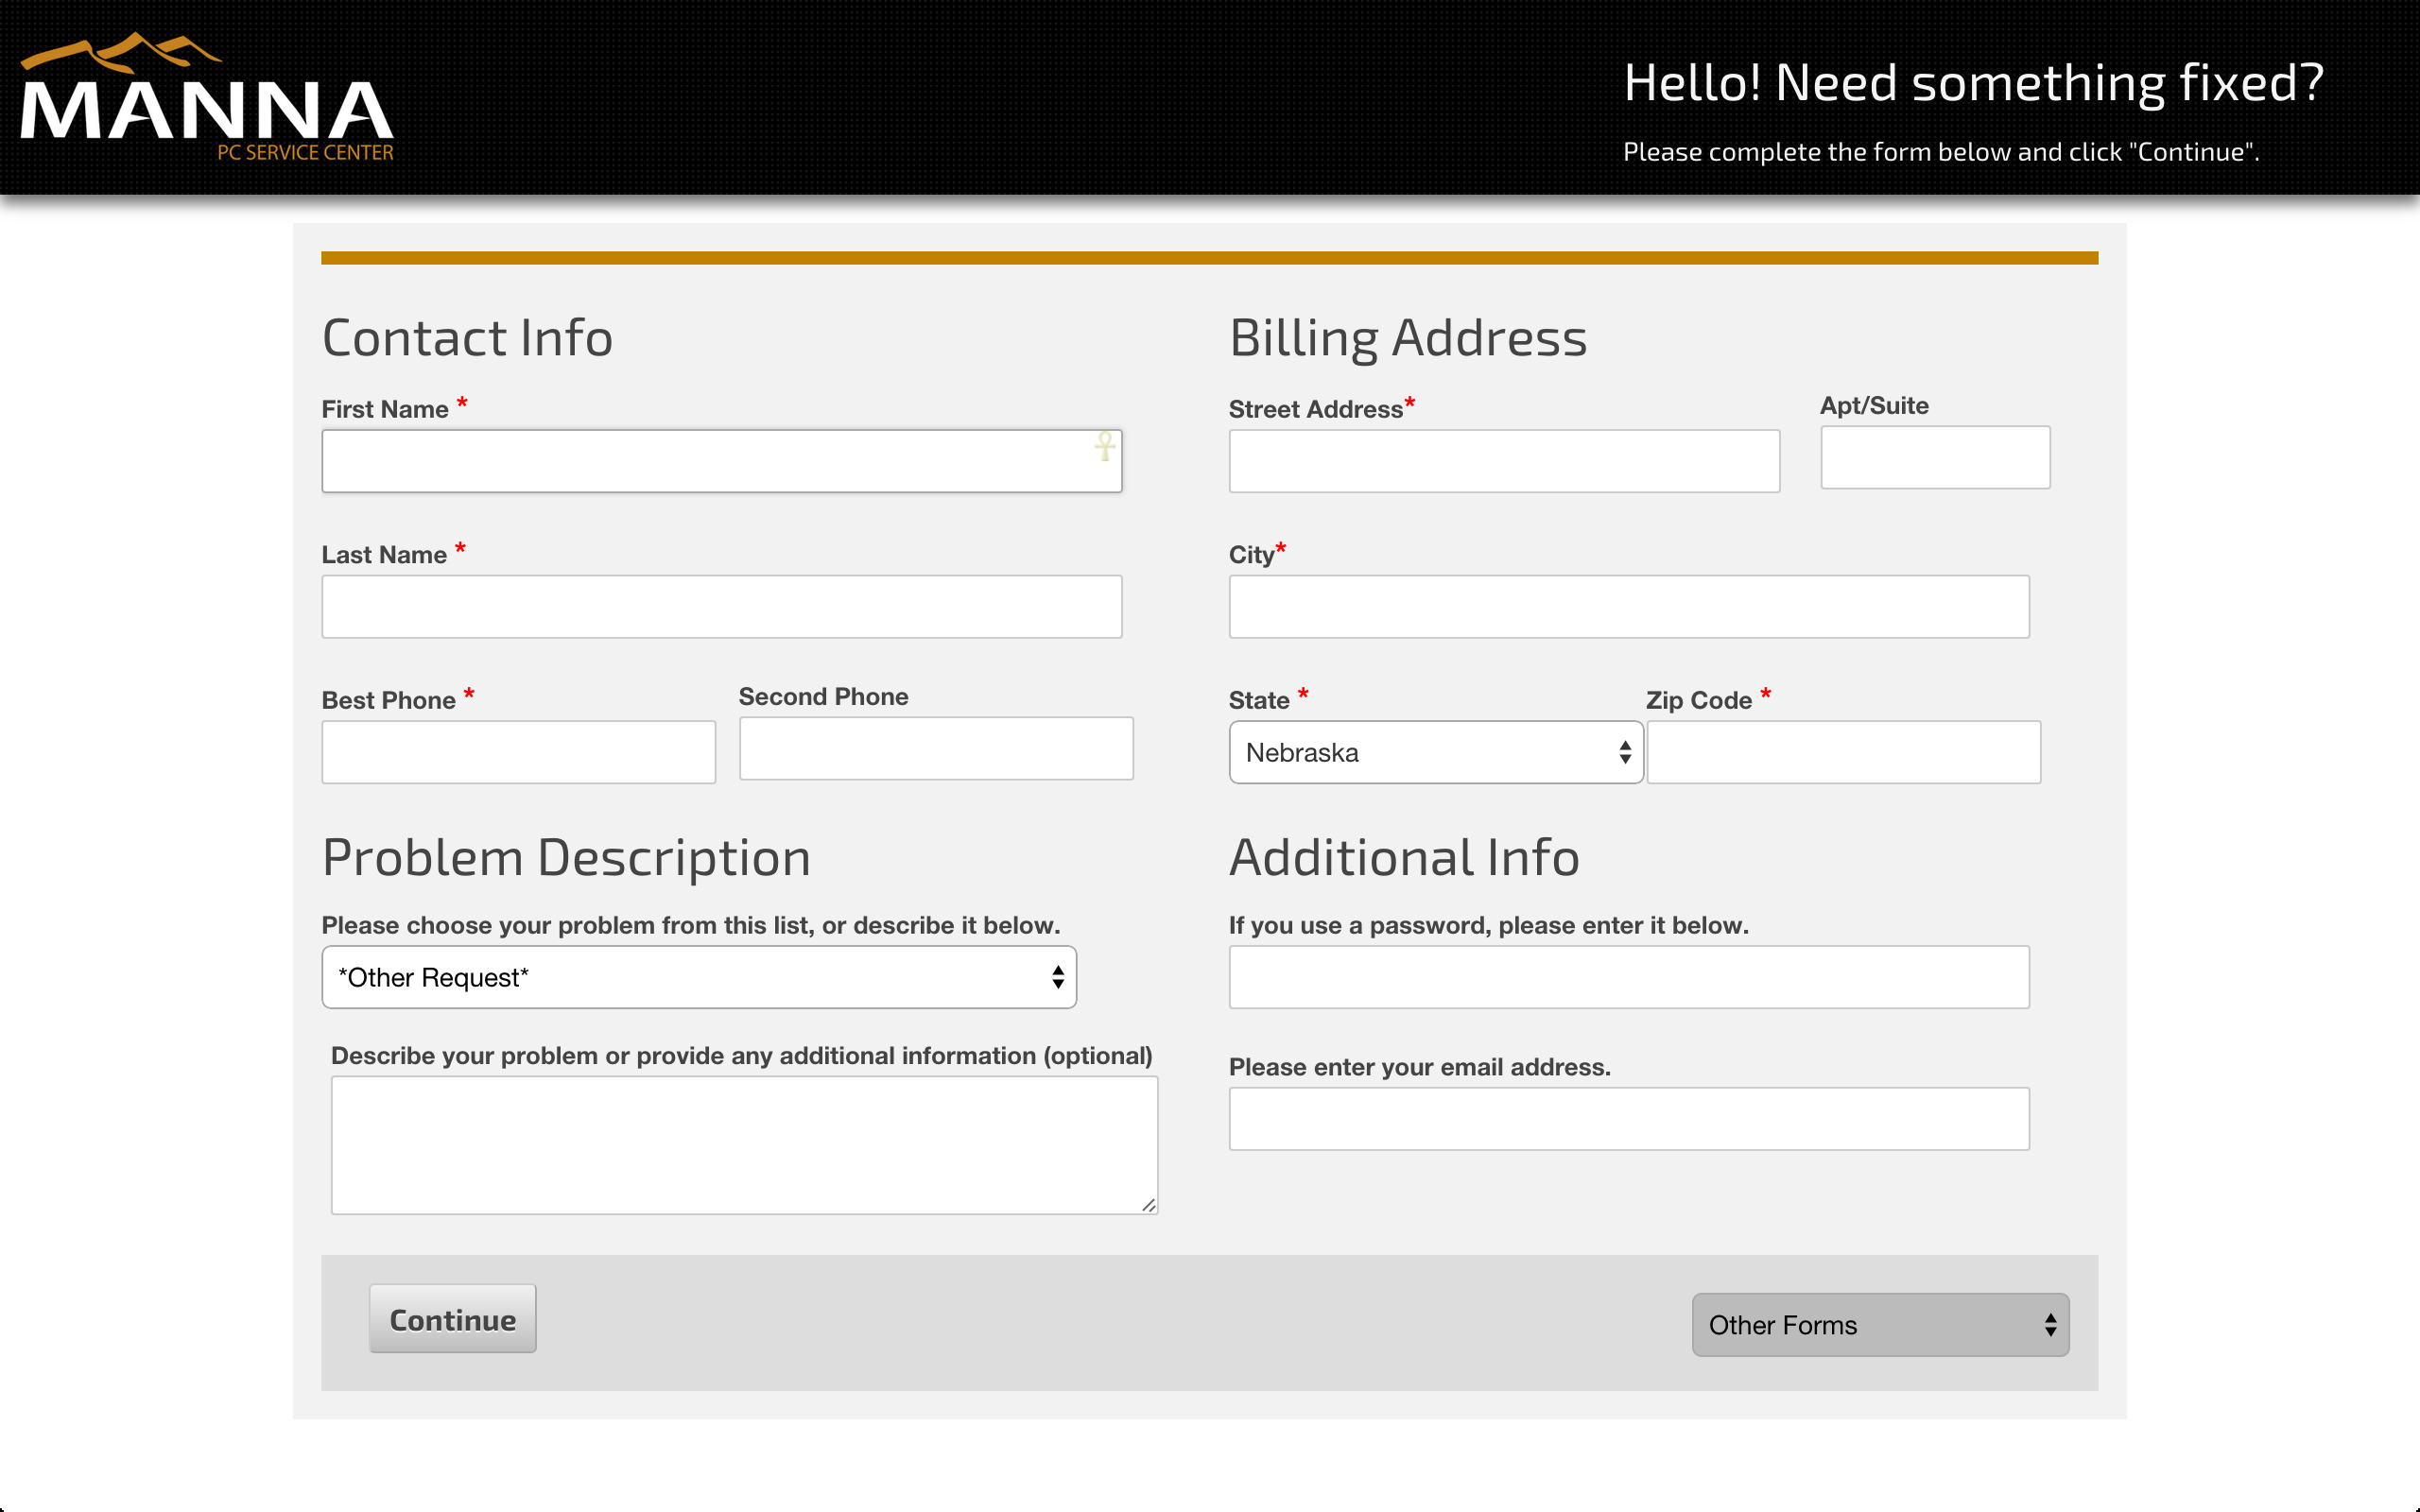 MANNA
PC SERVICE CENTER
Hello! Need something fixed?
Please complete the form below and click "Continue".
Contact Info
First Name *
Last Name *
Best Phone *
Second Phone
Billing Address
Street Address*
Apt/Suite
City*
State *
Nebraska
Zip Code *
Problem Description
Please choose your problem from this list, or describe it below.
*Other Request*
Describe your problem or provide any additional information (optional)
Additional Info
If you use a password, please enter it below.
Please enter your email address.
Continue
Other Forms